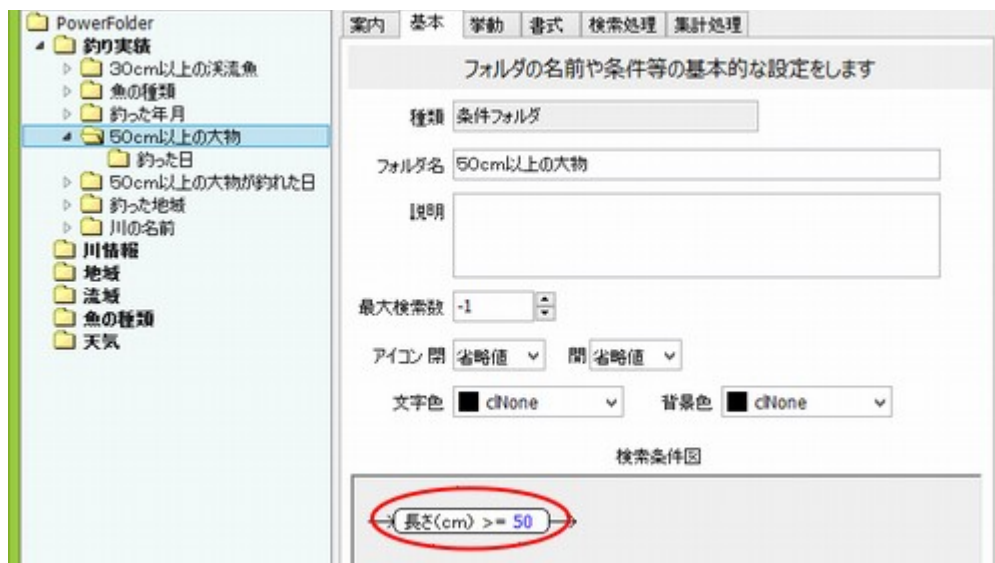 PowerFolder
釣り実績
30cm以上の渓流魚
魚の種類
釣った年月
50cm以上の大物
釣った日
50cm以上の大物が釣れた日
釣った地域
川の名前
川情報
地域
流域
魚の種類
天気
案内 基本 挙動 書式 検索処理 集計処理
フォルダの名前や条件等の基本的な設定をします
種類 条件フォルダ
フォルダ名 50cm以上の大物
説明
最大検索数 -1
アイコン 閉 省略値 開 省略値
文字色 clNone 背景色 clNone
検索条件図
長さ(cm) >= 50